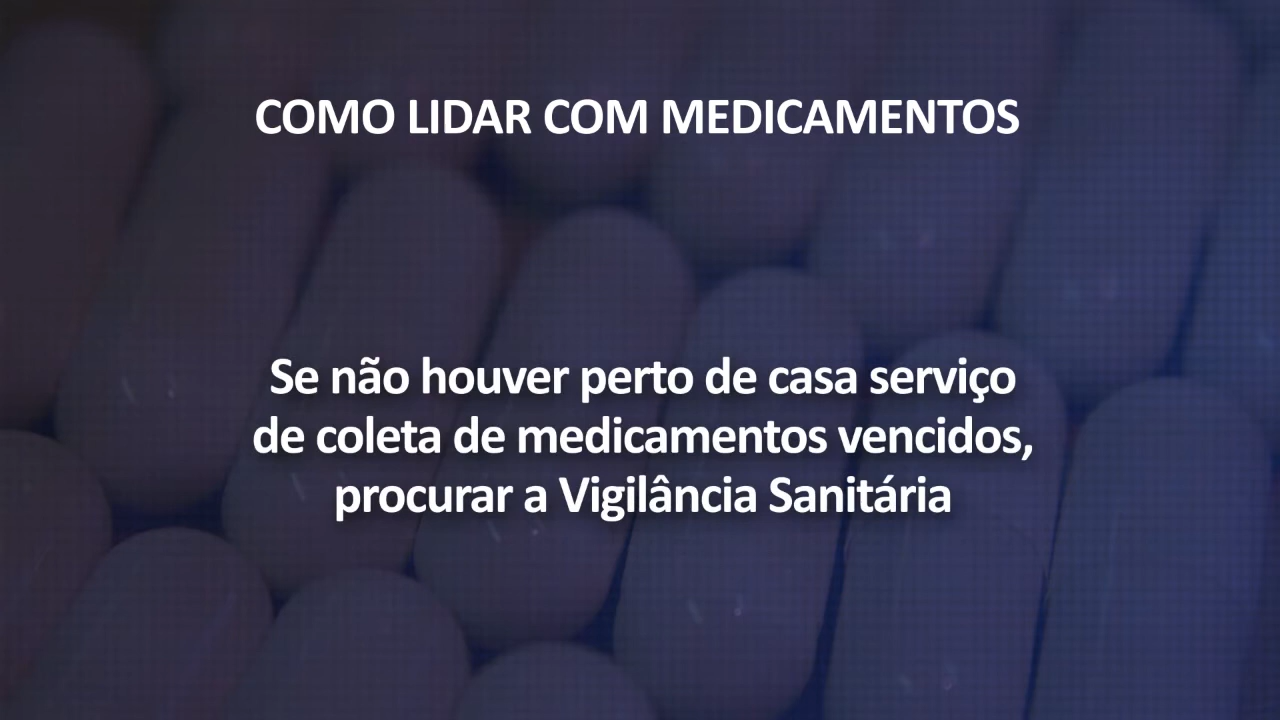 COMO LIDAR COM MEDICAMENTOS
Se não houver perto de casa serviço
de coleta de medicamentos vencidos,
procurar a Vigilância Sanitária